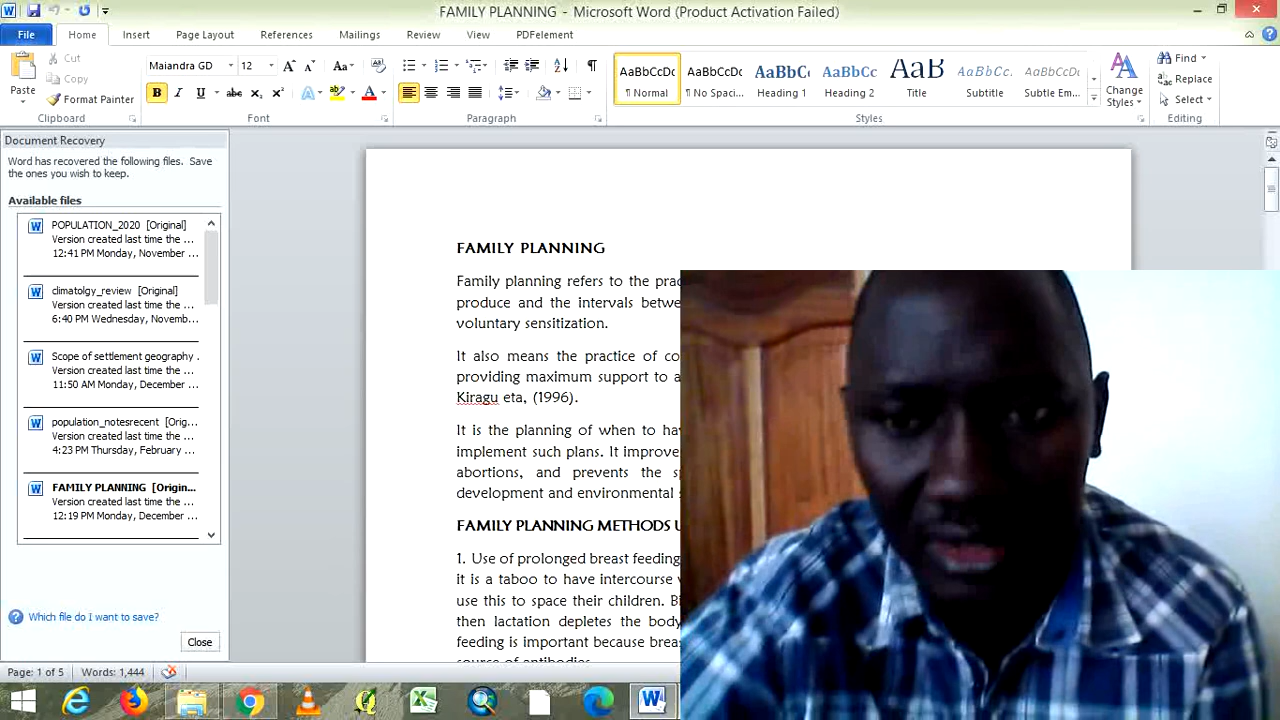 FAMILY PLANNING - Microsoft Word (Product Activation Failed)
File Home Insert Page Layout References Mailings Review View PDFelement
Paste
Cut
Copy
Format Painter
Clipboard
Maiandra GD 12
Font
Paragraph
AaBbCcDc AaBbCcDc AaBbC AaBbCc AaB AaBbCcL AaBbCcDc
¶ Normal ¶ No Spaci... Heading 1 Heading 2 Title Subtitle Subtle Em...
Change
Styles
Styles
Find
Replace
Select
Editing
Document Recovery
Word has recovered the following files. Save
the ones you wish to keep.
Available files
POPULATION_2020 [Original]
Version created last time the ...
12:41 PM Monday, November ...
climatolgy_review [Original]
Version created last time the ...
6:40 PM Wednesday, Novemb...
Scope of settlement geography .
Version created last time the ...
11:50 AM Monday, December ...
population_notesrecent [Orig...
Version created last time the ...
4:23 PM Thursday, February ...
FAMILY PLANNING [Origin...
Version created last time the ...
12:19 PM Monday, December ...
Which file do I want to save?
Close
FAMILY PLANNING
Family planning refers to the
produce and the intervals
voluntary sensitization.
It also means the practice of
providing maximum support to
Kiragu eta, (1996).
It is the planning of when to
implement such plans. It
abortions, and prevents the
development and environmental
FAMILY PLANNING METHODS
1. Use of prolonged breast feeding
it is a taboo to have intercourse
use this to space their children.
then lactation depletes the body
feeding is important because
source of antibodies
Page: 1 of 5 Words: 1,444